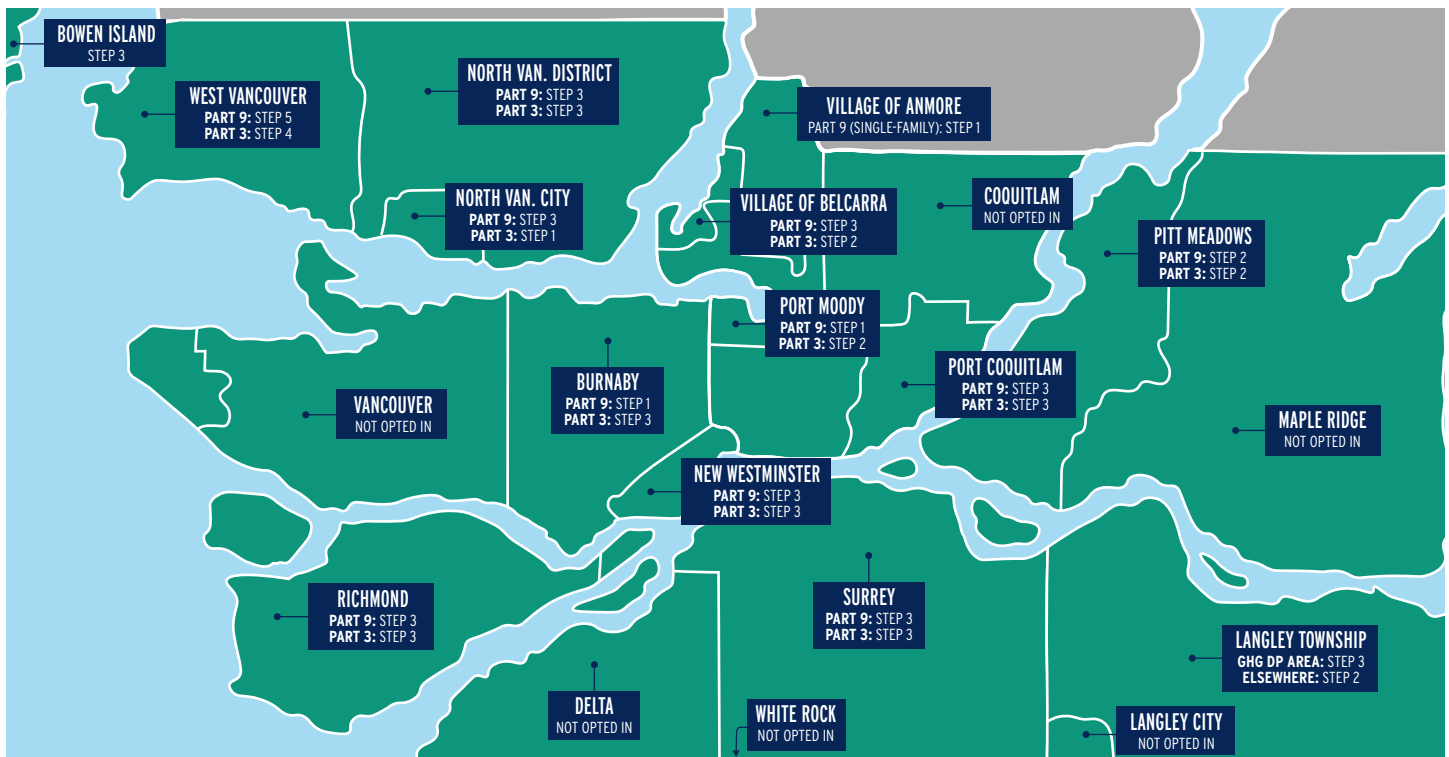 BOWEN ISLAND
STEP 3
WEST VANCOUVER
PART 9: STEP 5
PART 3: STEP 4
NORTH VAN. DISTRICT
PART 9: STEP 3
PART 3: STEP 3
VILLAGE OF ANMORE
PART 9 (SINGLE-FAMILY): STEP 1
NORTH VAN. CITY
PART 9: STEP 3
PART 3: STEP 1
VILLAGE OF BELCARRA
PART 9: STEP 3
PART 3: STEP 2
COQUITLAM
NOT OPTED IN
PITT MEADOWS
PART 9: STEP 2
PART 3: STEP 2
PORT MOODY
PART 9: STEP 1
PART 3: STEP 2
BURNABY
PART 9: STEP 1
PART 3: STEP 3
PORT COQUITLAM
PART 9: STEP 3
PART 3: STEP 3
VANCOUVER
NOT OPTED IN
MAPLE RIDGE
NOT OPTED IN
NEW WESTMINSTER
PART 9: STEP 3
PART 3: STEP 3
RICHMOND
PART 9: STEP 3
PART 3: STEP 3
SURREY
PART 9: STEP 3
PART 3: STEP 3
LANGLEY TOWNSHIP
GHG DP AREA: STEP 3
ELSEWHERE: STEP 2
DELTA
NOT OPTED IN
WHITE ROCK
NOT OPTED IN
LANGLEY CITY
NOT OPTED IN